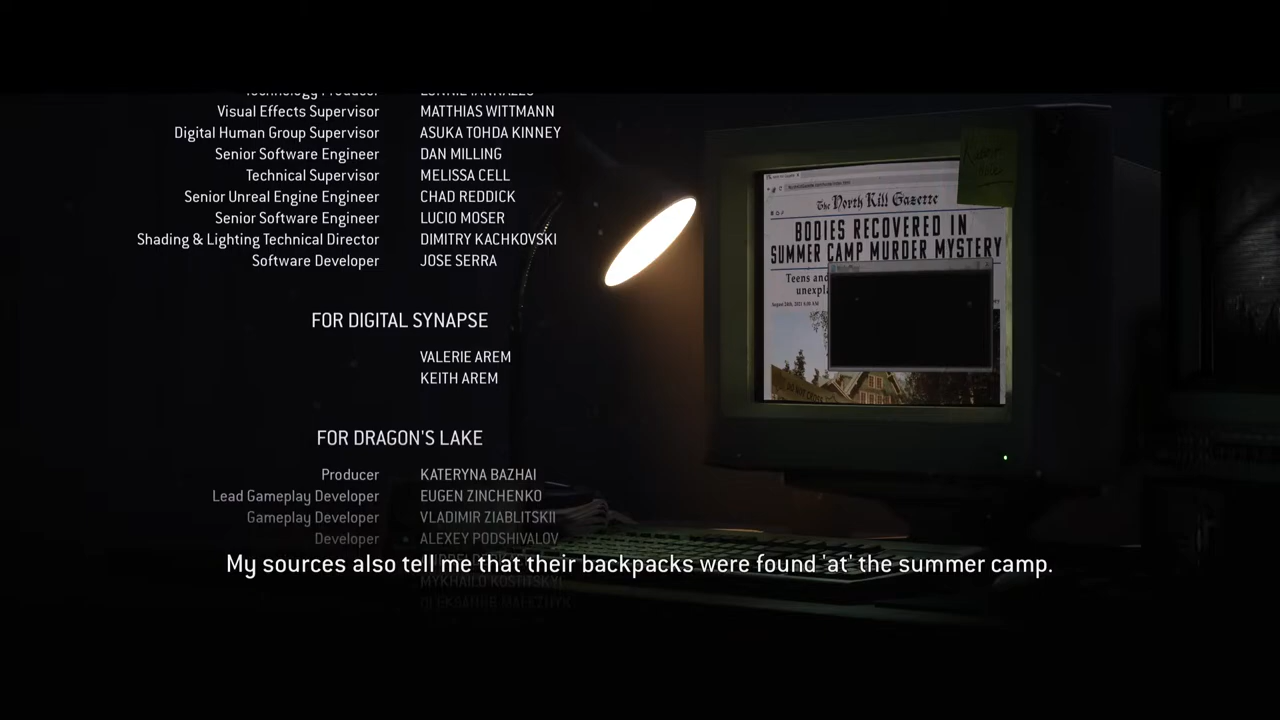 Visual Effects Supervisor MATTHIAS WITTMANN
Digital Human Group Supervisor ASUKA TOHDA KINNEY
Senior Software Engineer DAN MILLING
Technical Supervisor MELISSA CELL
Senior Unreal Engine Engineer CHAD REDDICK
Senior Software Engineer LUCIO MOSER
Shading & Lighting Technical Director DIMITRY KACHKOVSKI
Software Developer JOSE SERRA
FOR DIGITAL SYNAPSE
VALERIE AREM
KEITH AREM
FOR DRAGON'S LAKE
Producer KATERYNA BAZHAI
Lead Gameplay Developer EUGEN ZINCHENKO
Gameplay Developer VLADIMIR ZIABLITSKII
Developer ALEXEY PODSHIVALOV
My sources also tell me that their backpacks were found 'at' the summer camp.
MYKHAILO KOSTITSKYI
The North Kill Gazette
BODIES RECOVERED IN
SUMMER CAMP MURDER MYSTERY
Teens and